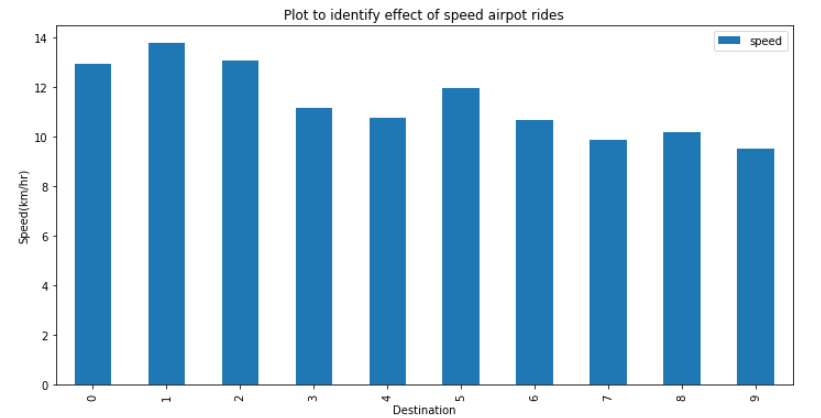 Plot to identify effect of speed airpot rides
speed
Speed(km/hr)
14
12
10
8
6
4
2
0
0 1 2 3 4 5 6 7 8 9
Destination